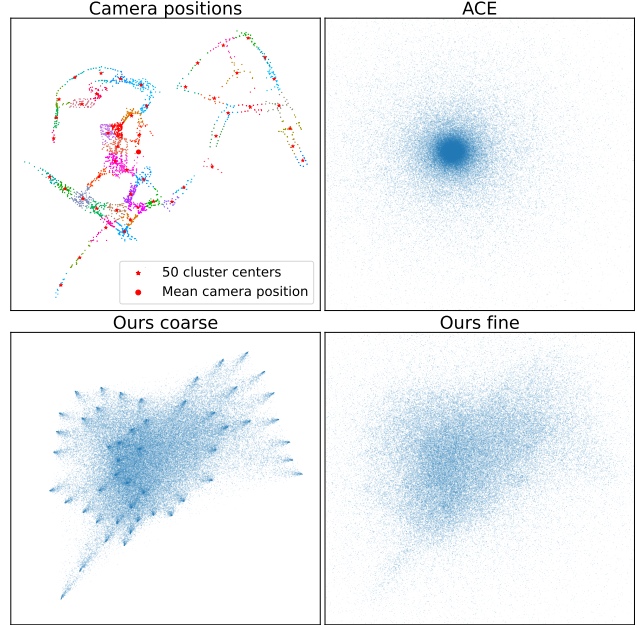 Camera positions
ACE
50 cluster centers
Mean camera position
Ours coarse
Ours fine